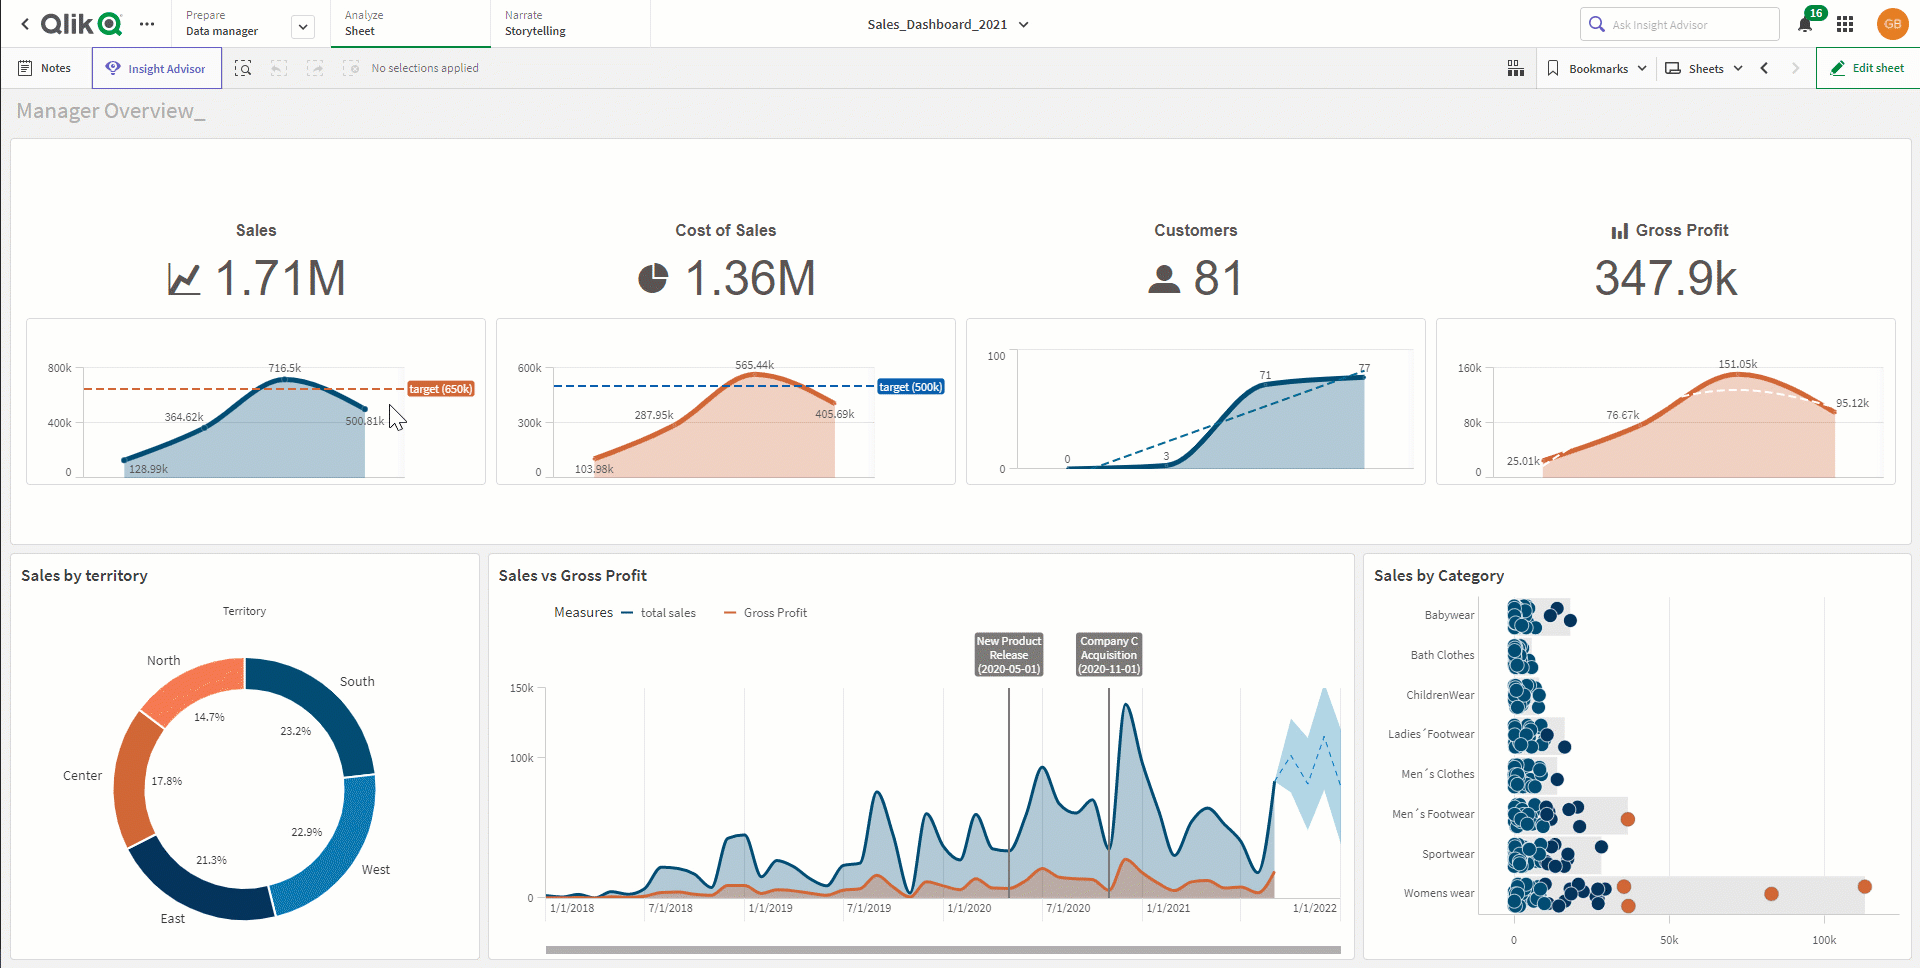 Qlik
Prepare
Data manager
Analyze
Sheet
Narrate
Storytelling
Sales_Dashboard_2021
Ask Insight Advisor
16
GB
Notes
Insight Advisor
No selections applied
Bookmarks
Sheets
Edit sheet
Manager Overview_
Sales
1.71M
Cost of Sales
1.36M
Customers
81
Gross Profit
347.9k
800k
400k
0
128.99k
364.62k
716.5k
500.81k
target (650k)
600k
300k
0
103.98k
287.95k
565.44k
405.69k
target (500k)
100
0
0
3
71
77
160k
80k
0
25.01k
76.67k
151.05k
95.12k
Sales by territory
Territory
North
South
14.7%
23.2%
Center
17.8%
22.9%
21.3%
West
East
Sales vs Gross Profit
Measures
total sales
Gross Profit
New Product
Release
(2020-05-01)
Company C
Acquisition
(2020-11-01)
150k
100k
0
1/1/2018
7/1/2018
1/1/2019
7/1/2019
1/1/2020
7/1/2020
1/1/2021
1/1/2022
Sales by Category
Babywear
Bath Clothes
ChildrenWear
Ladies´Footwear
Men´s Clothes
Men´s Footwear
Sportwear
Womens wear
0
50k
100k